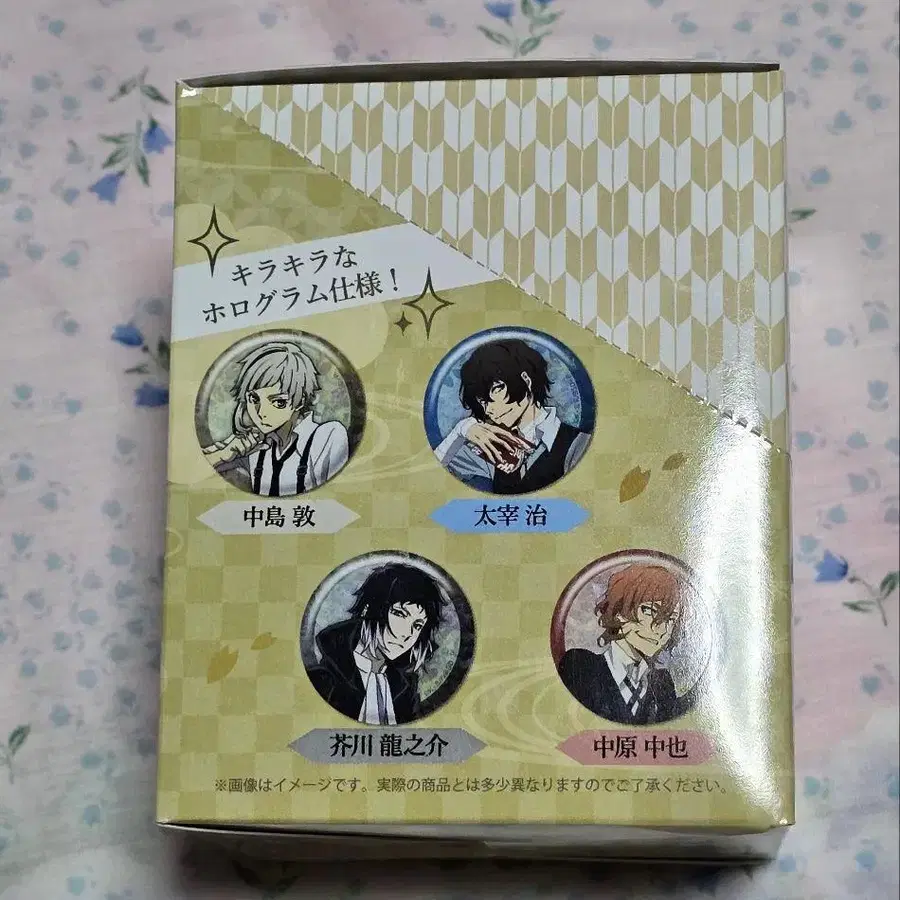 キラキラな
ホログラム仕様！
中島 敦
太宰 治
芥川 龍之介
中原 中也
※画像はイメージです。実際の商品とは多少異なりますのでご了承ください。